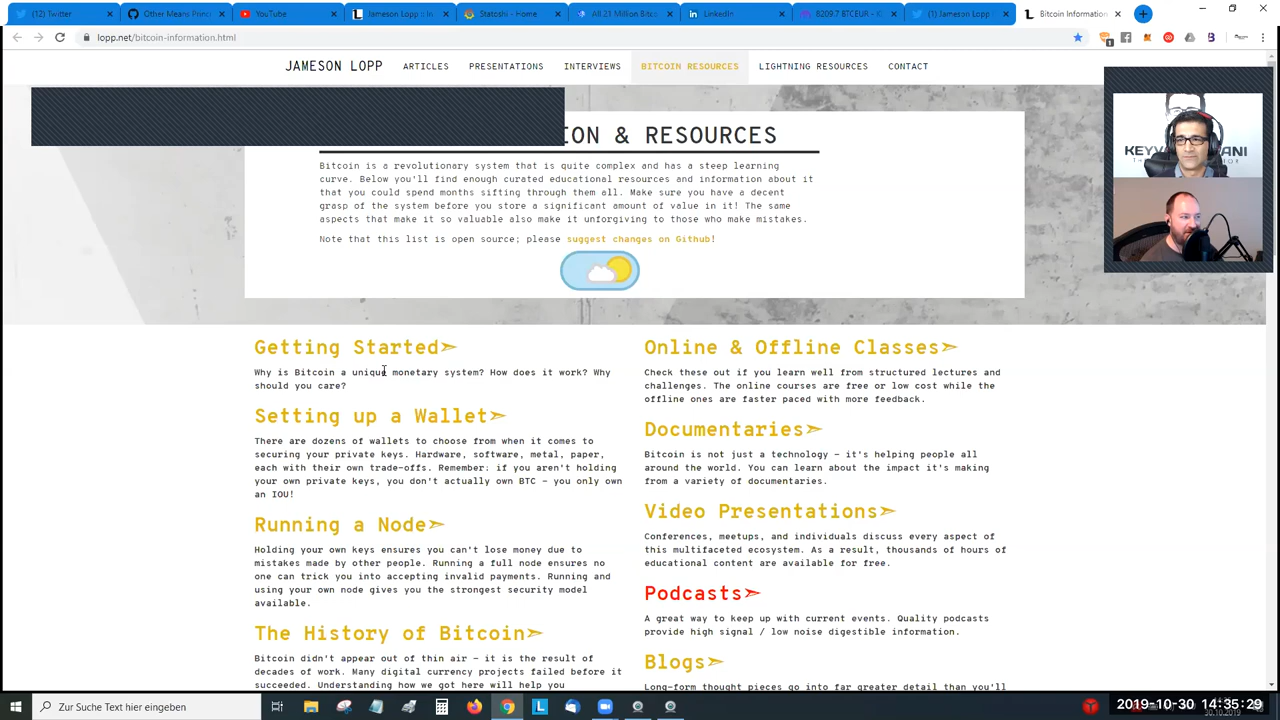 (12) Twitter
Other Means Princ
YouTube
Jameson Lopp :: In
Statoshi - Home
All 21 Million Bitco
LinkedIn
8209.7 BTCEUR
(1) Jameson Lopp
Bitcoin Information
lopp.net/bitcoin-information.html
JAMESON LOPP
ARTICLES
PRESENTATIONS
INTERVIEWS
BITCOIN RESOURCES
LIGHTNING RESOURCES
CONTACT
ION & RESOURCES
Bitcoin is a revolutionary system that is quite complex and has a steep learning
curve. Below you'll find enough curated educational resources and information about it
that you could spend months sifting through them all. Make sure you have a decent
grasp of the system before you store a significant amount of value in it! The same
aspects that make it so valuable also make it unforgiving to those who make mistakes.
Note that this list is open source; please suggest changes on Github!
Getting Started➣
Why is Bitcoin a unique monetary system? How does it work? Why
should you care?
Setting up a Wallet➣
There are dozens of wallets to choose from when it comes to
securing your private keys. Hardware, software, metal, paper,
each with their own trade-offs. Remember: if you aren't holding
your own private keys, you don't actually own BTC - you only own
an IOU!
Running a Node➣
Holding your own keys ensures you can't lose money due to
mistakes made by other people. Running a full node ensures no
one can trick you into accepting invalid payments. Running and
using your own node gives you the strongest security model
available.
The History of Bitcoin➣
Bitcoin didn't appear out of thin air - it is the result of
decades of work. Many digital currency projects failed before it
succeeded. Understanding how we got here will help you
Online & Offline Classes➣
Check these out if you learn well from structured lectures and
challenges. The online courses are free or low cost while the
offline ones are faster paced with more feedback.
Documentaries➣
Bitcoin is not just a technology - it's helping people all
around the world. You can learn about the impact it's making
from a variety of documentaries.
Video Presentations➣
Conferences, meetups, and individuals discuss every aspect of
this multifaceted ecosystem. As a result, thousands of hours of
educational content are available for free.
Podcasts➣
A great way to keep up with current events. Quality podcasts
provide high signal / low noise digestible information.
Blogs➣
Long-form thought pieces go into far greater detail than you'll
KEYV
ANI
Zur Suche Text hier eingeben
2019-10-30 14:35:29